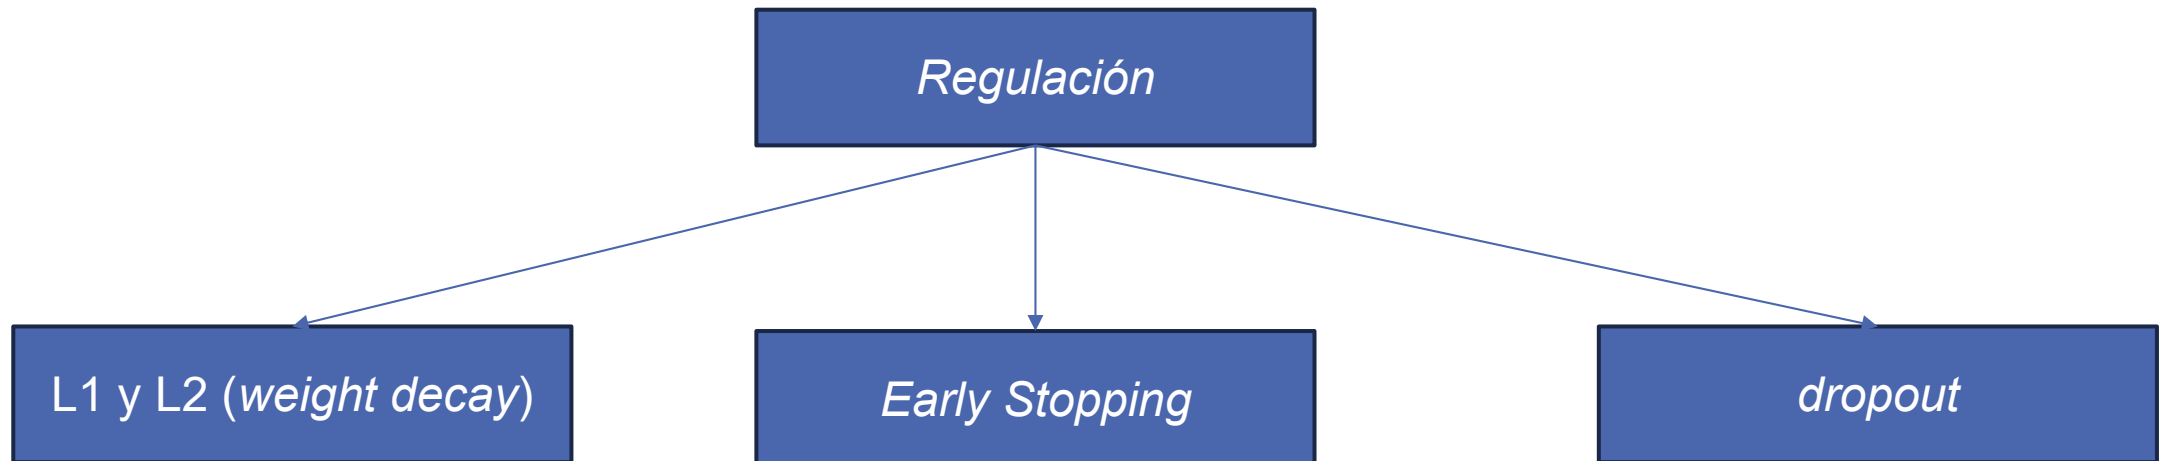 Regulación
L1 y L2 (weight decay)
Early Stopping
dropout